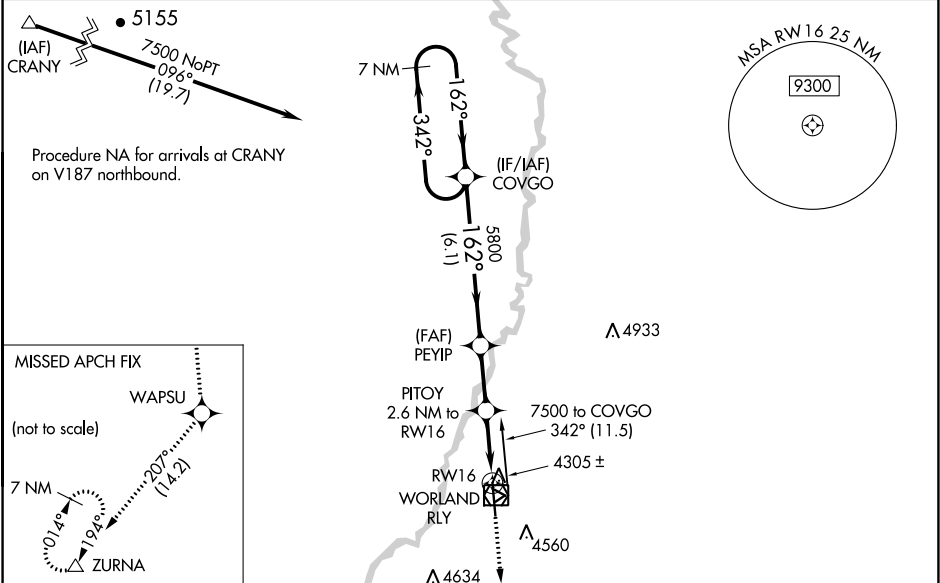 5155
(IAF)
CRANY
7500 NoPT
096°
(19.7)
Procedure NA for arrivals at CRANY
on V187 northbound.
7 NM
162°
342°
(IF/IAF)
COVGO
5800
162°
(6.1)
MSA RW16 25 NM
9300
4933
(FAF)
PEYIP
PITOY
2.6 NM to
RW16
7500 to COVGO
342° (11.5)
4305 ±
RW16
WORLAND
RLY
4560
4634
MISSED APCH FIX
WAPSU
(not to scale)
207°
(14.2)
7 NM
014°
194°
ZURNA